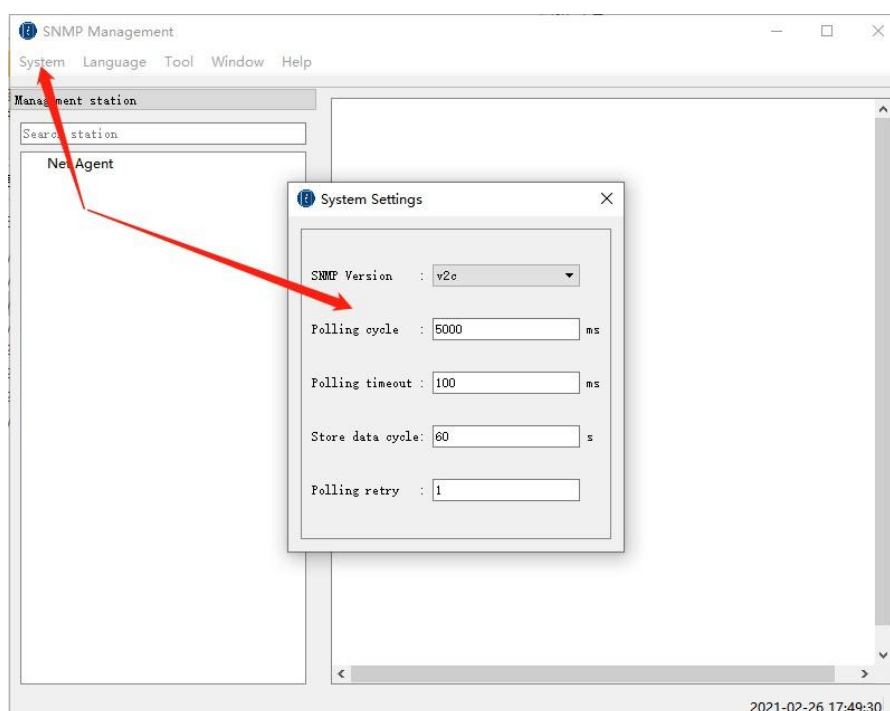 SNMP Management
System Language Tool Window Help
Management station
Search station
Net Agent
System Settings
SNMP Version : v2c
Polling cycle : 5000 ms
Polling timeout : 100 ms
Store data cycle: 60 s
Polling retry : 1
2021-02-26 17:49:30